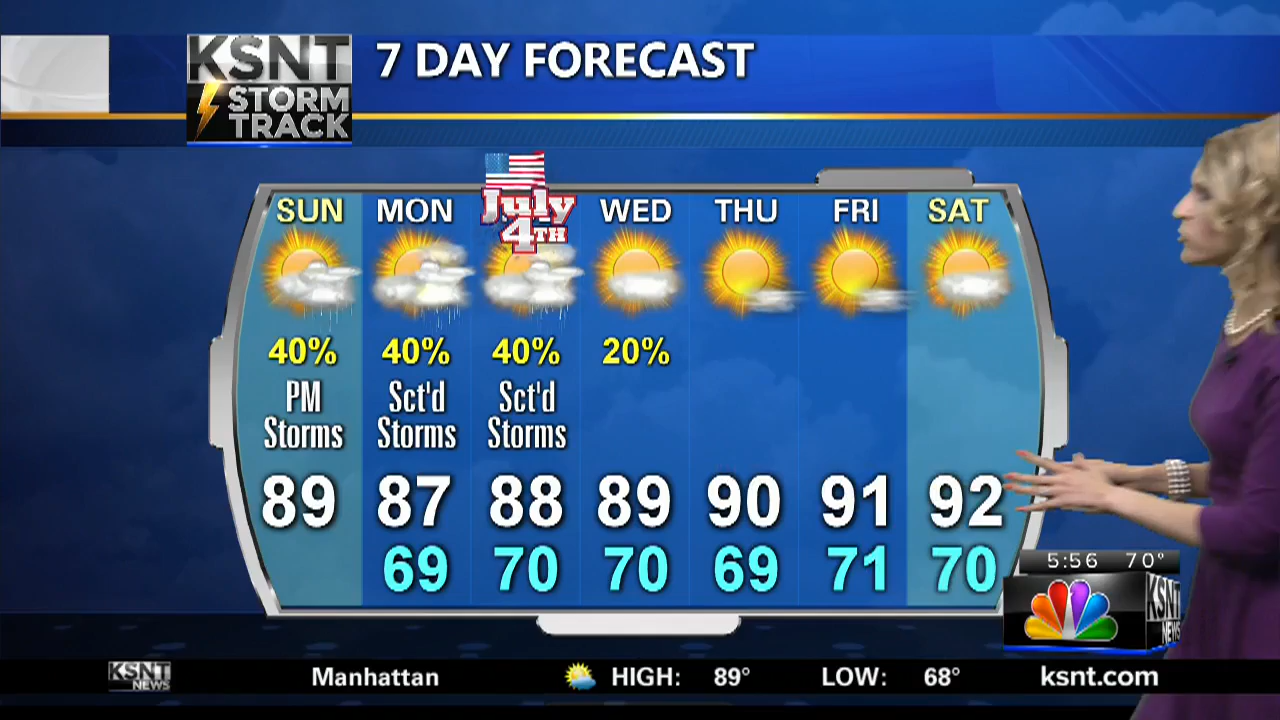 KSNT
STORM
TRACK
7 DAY FORECAST
SUN MON July 4TH WED THU FRI SAT
40% 40% 40% 20%
PM Storms Sct'd Storms Sct'd Storms
89 87 88 89 90 91 92
69 70 70 69 71 70
5:56 70°
KSNT NEWS
KSNT NEWS Manhattan HIGH: 89° LOW: 68° ksnt.com